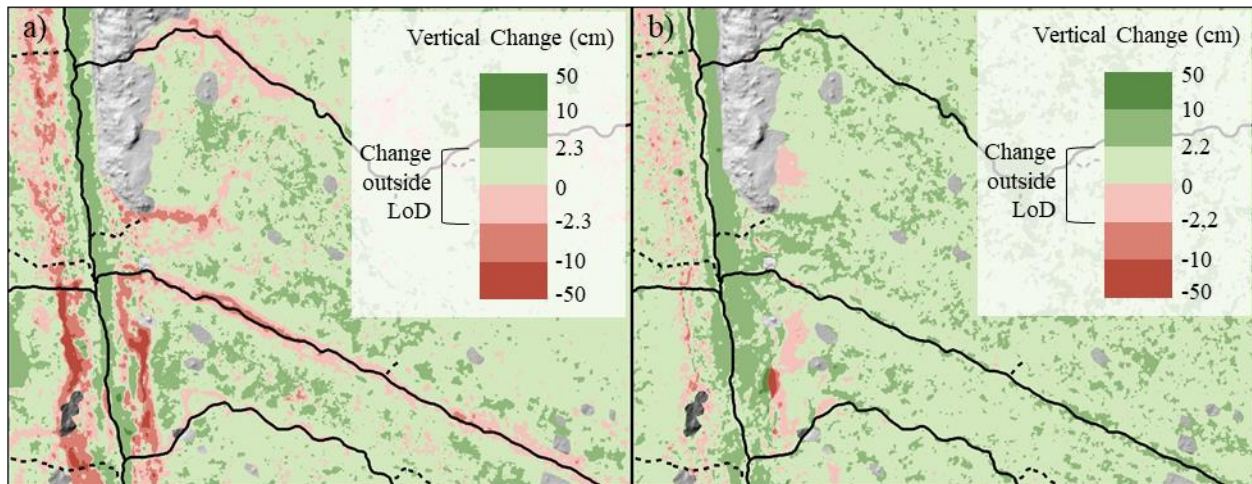 a)
Vertical Change (cm)
50
10
2.3
Change
outside
LoD
0
-2.3
-10
-50
b)
Vertical Change (cm)
50
10
2.2
Change
outside
LoD
0
-2,2
-10
-50